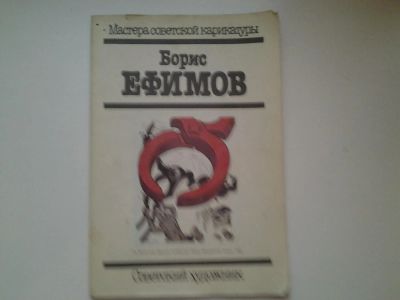 Мастера советской карикатуры
Борис
ЕФИМОВ
Советский художник